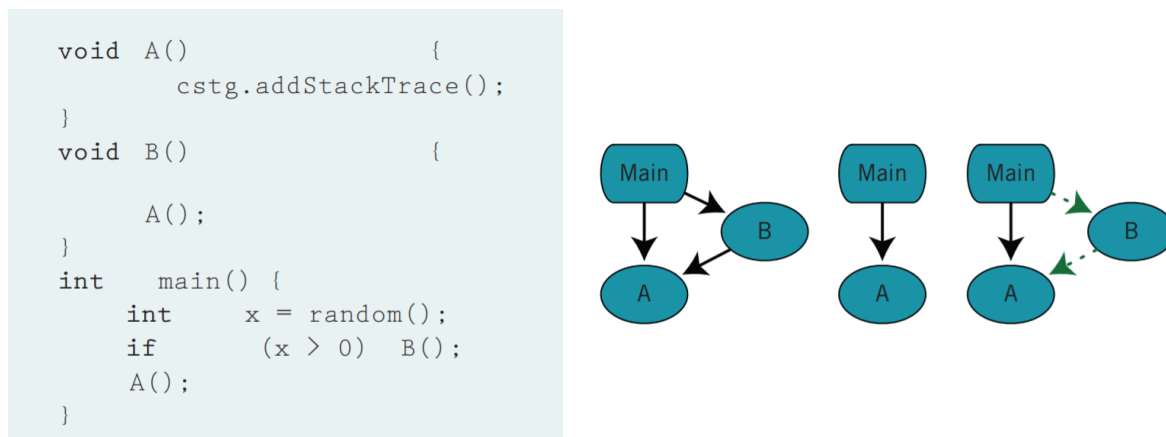 void A() {
cstg.addStackTrace();
}
void B() {
A();
}
int main() {
int x = random();
if (x > 0) B();
A();
}
Main
B
A
Main
A
Main
B
A